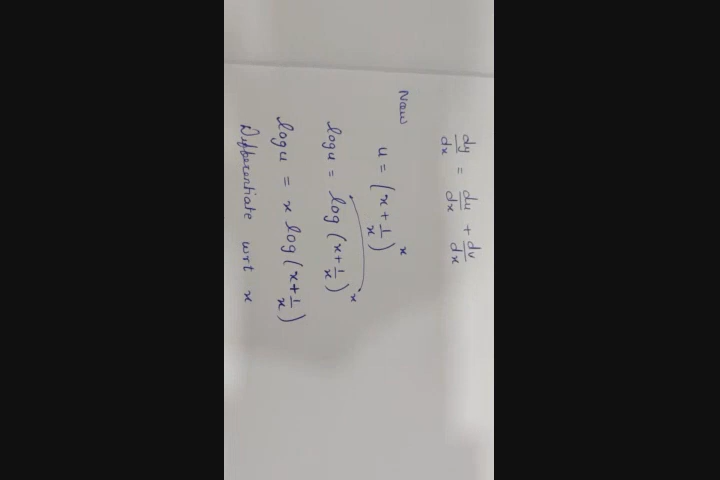 dy/dx = du/dx + dv/dx
Now
u = (x + 1/x)^x
log u = log (x + 1/x)^x
log u = x log (x + 1/x)
Differentiate wrt x